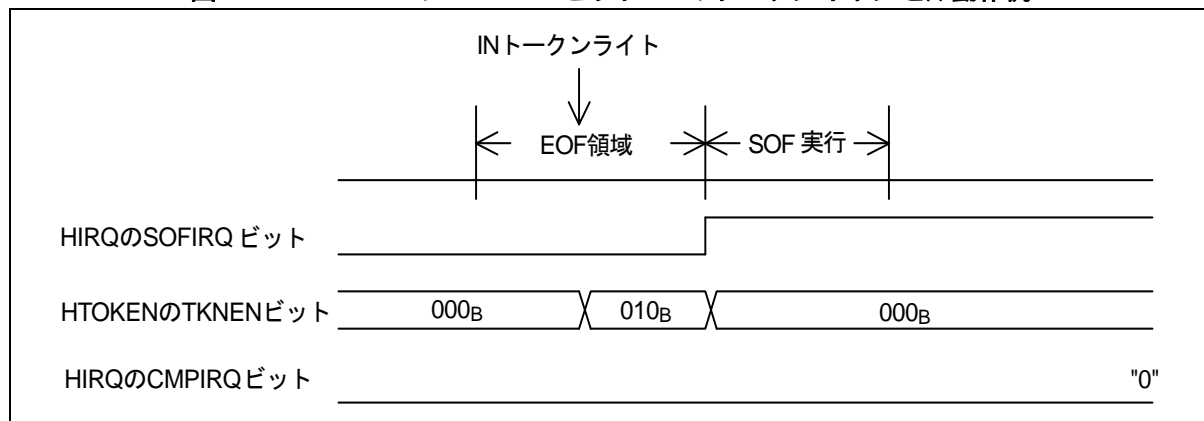 INトークンライト
EOF領域
SOF 実行
HIRQのSOFIRQ ビット
HTOKENのTKNENビット 000B 010B 000B
HIRQのCMPIRQビット "0"